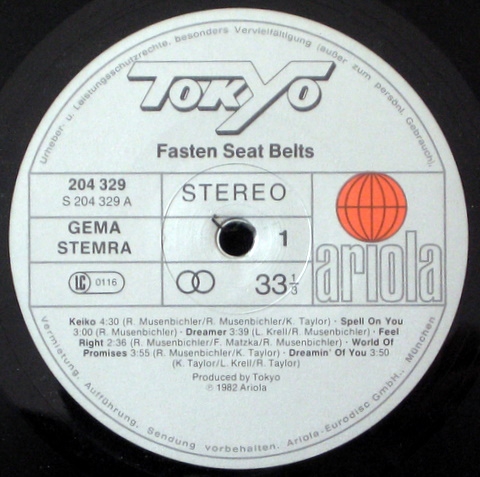 Urheber- u. Leistungsschutzrechte, besonders Vervielfältigung (außer zum persönl. Gebrauch),
TOKYO
Fasten Seat Belts
204 329
S 204 329 A
STEREO
GEMA
STEMRA
1
LC 0116
33 1/3
ariola
Keiko 4:30 (R. Musenbichler/R. Musenbichler/K. Taylor) · Spell On You
3:00 (R. Musenbichler) · Dreamer 3:39 (L. Krell/R. Musenbichler) · Feel
Right 2:36 (R. Musenbichler/F. Matzka/R. Musenbichler) · World Of
Promises 3:55 (R. Musenbichler/K. Taylor) · Dreamin' Of You 3:50
(K. Taylor/L. Krell/R. Taylor)
Produced by Tokyo
℗ 1982 Ariola
Vermietung, Aufführung, Sendung vorbehalten. Ariola-Eurodisc GmbH., München